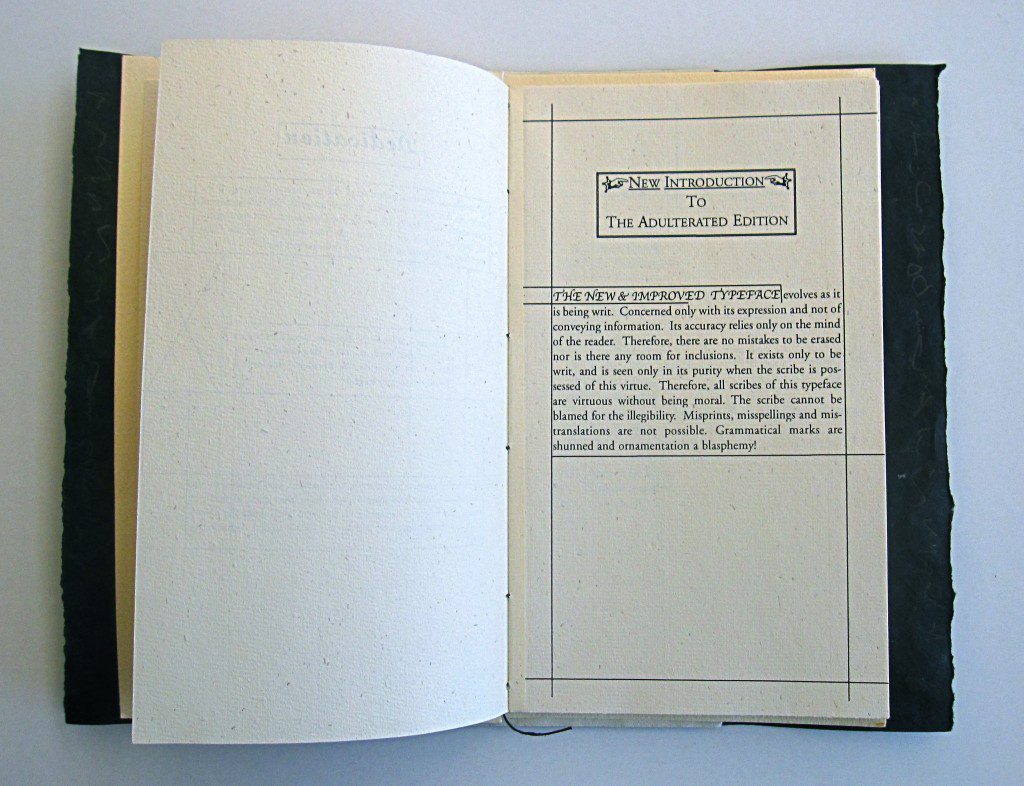 Dedication
NEW INTRODUCTION
TO
THE ADULTERATED EDITION
THE NEW & IMPROVED TYPEFACE evolves as it
is being writ. Concerned only with its expression and not of
conveying information. Its accuracy relies only on the mind
of the reader. Therefore, there are no mistakes to be erased
nor is there any room for inclusions. It exists only to be
writ, and is seen only in its purity when the scribe is pos-
sessed of this virtue. Therefore, all scribes of this typeface
are virtuous without being moral. The scribe cannot be
blamed for the illegibility. Misprints, misspellings and mis-
translations are not possible. Grammatical marks are
shunned and ornamentation a blasphemy!